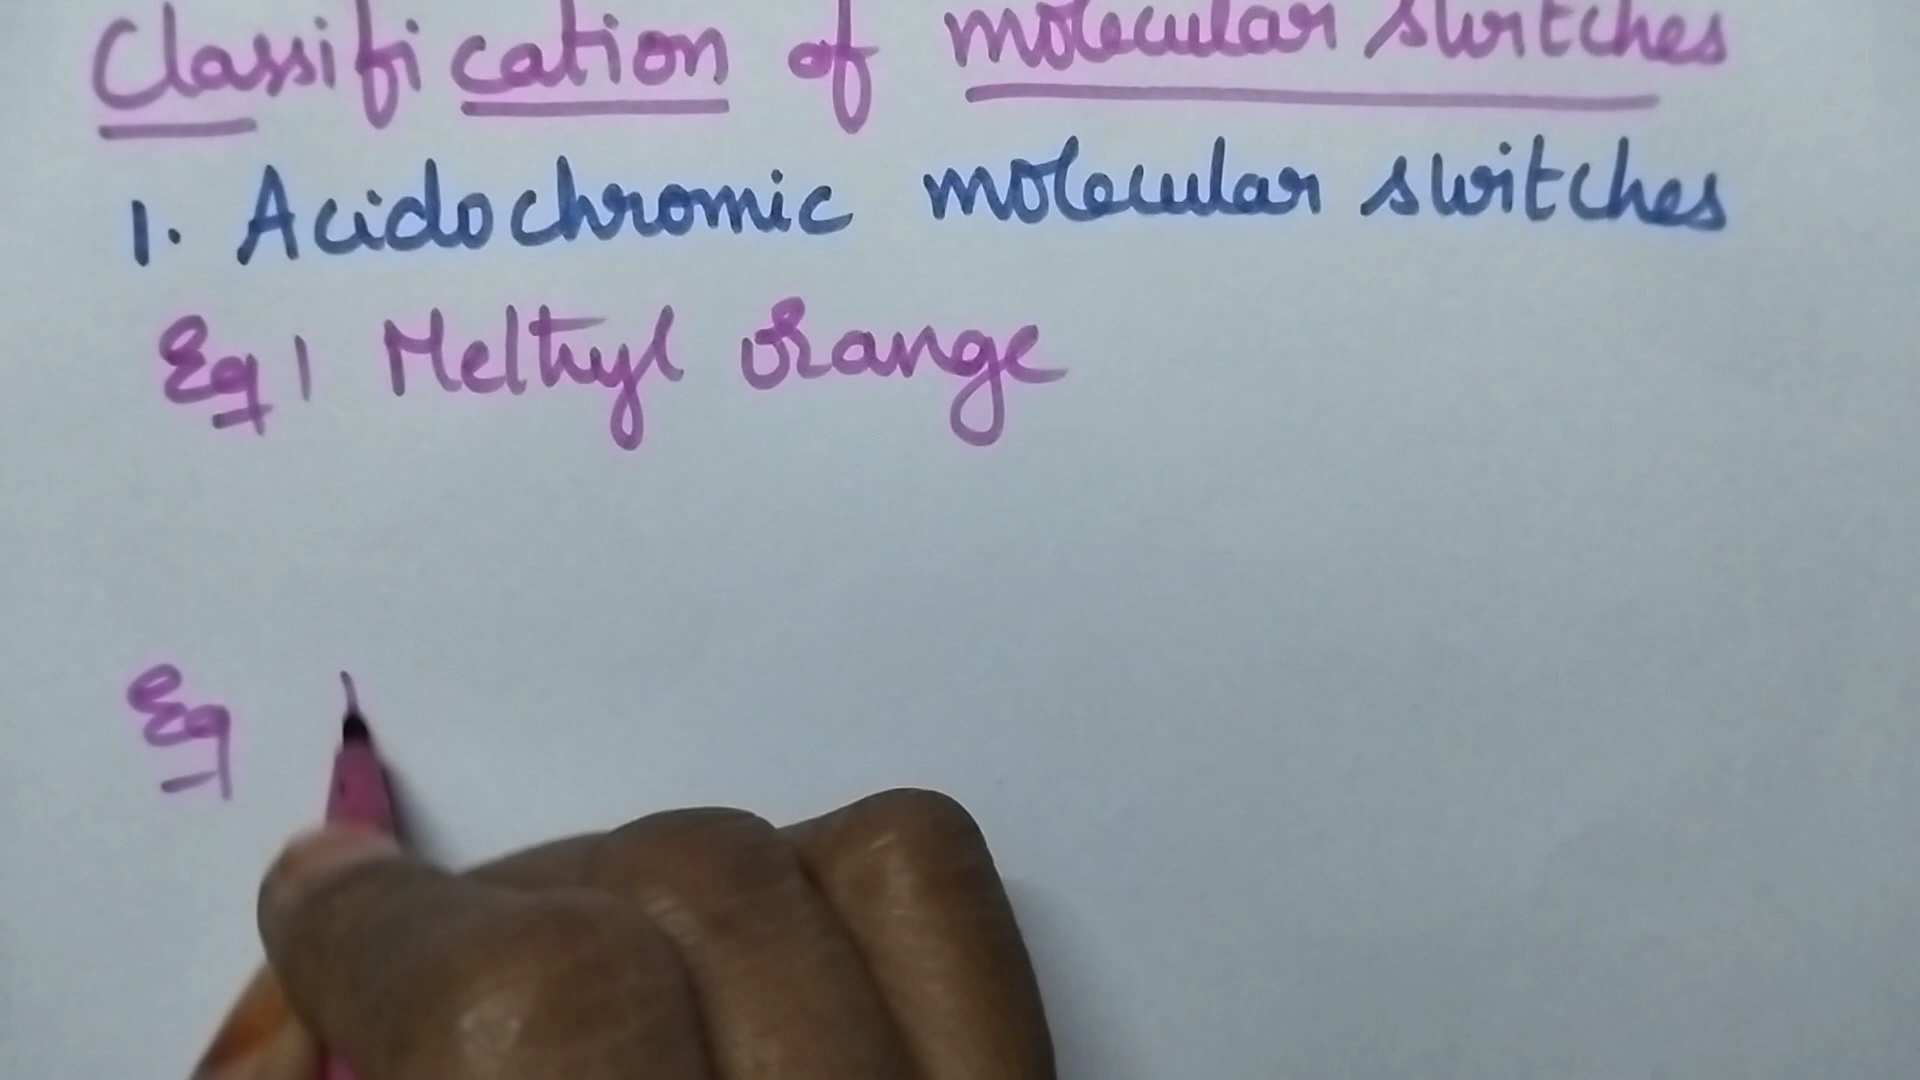 Classification of molecular switches
1. Acidochromic molecular switches
Eg 1 Methyl orange
Eg